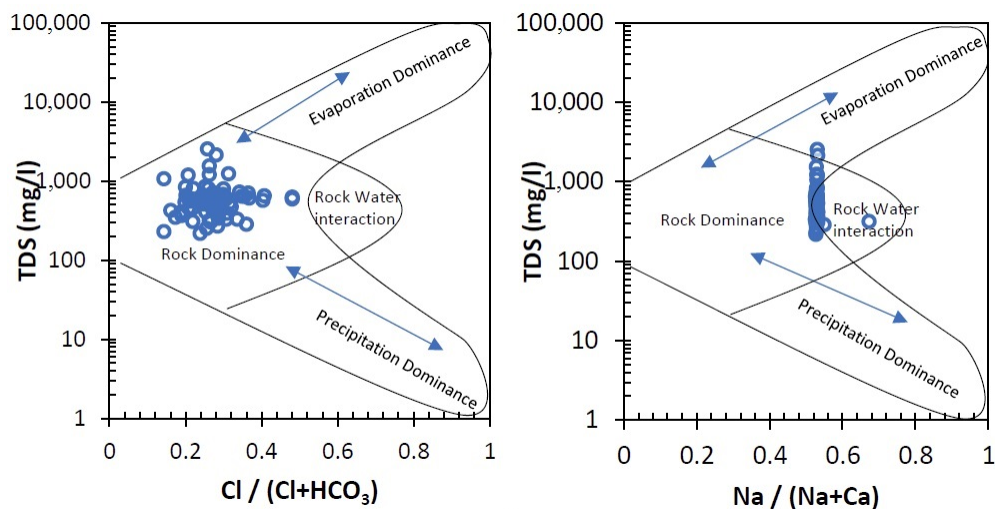 100,000
10,000
1,000
100
10
1
TDS (mg/l)
Evaporation Dominance
Rock Water
interaction
Rock Dominance
Precipitation Dominance
0 0.2 0.4 0.6 0.8 1
Cl / (Cl+HCO₃)
100,000
10,000
1,000
100
10
1
TDS (mg/l)
Evaporation Dominance
Rock Dominance
Rock Water
interaction
Precipitation Dominance
0 0.2 0.4 0.6 0.8 1
Na / (Na+Ca)